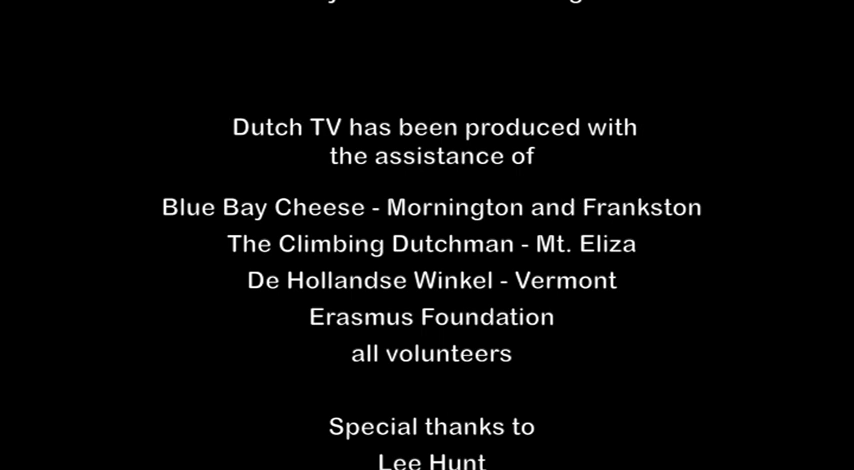 Dutch TV has been produced with
the assistance of
Blue Bay Cheese - Mornington and Frankston
The Climbing Dutchman - Mt. Eliza
De Hollandse Winkel - Vermont
Erasmus Foundation
all volunteers
Special thanks to
Lee Hunt